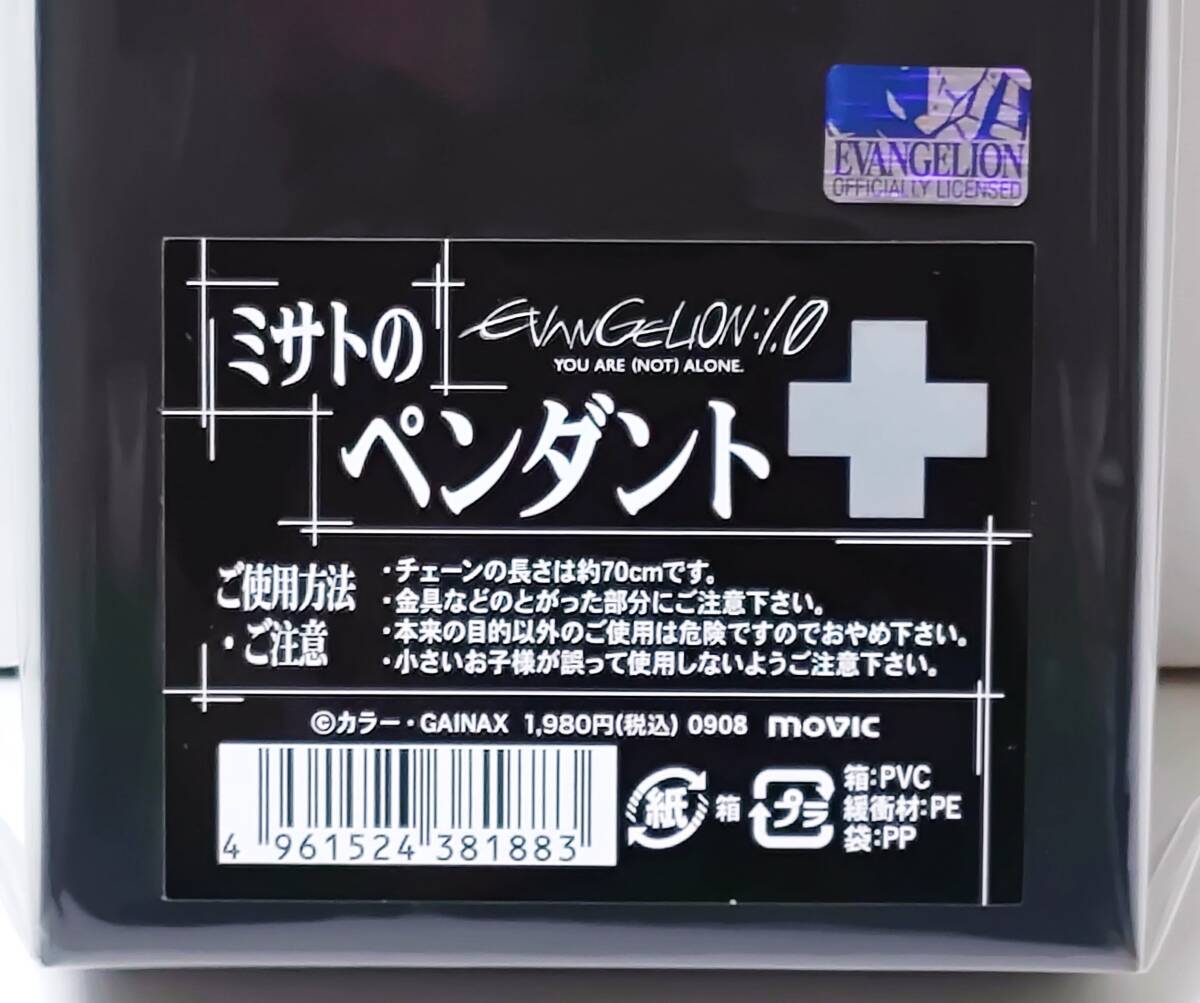 EVANGELION
OFFICIALLY LICENSED
ミサトの
EVANGELION:1.0
YOU ARE (NOT) ALONE.
ペンダント
ご使用方法
・ご注意
・チェーンの長さは約70cmです。
・金具などのとがった部分にご注意下さい。
・本来の目的以外のご使用は危険ですのでおやめ下さい。
・小さいお子様が誤って使用しないようご注意下さい。
©カラー・GAINAX 1,980円(税込) 0908 movic
4 961524 381883
紙 箱
プラ
箱:PVC
緩衝材:PE
袋:PP